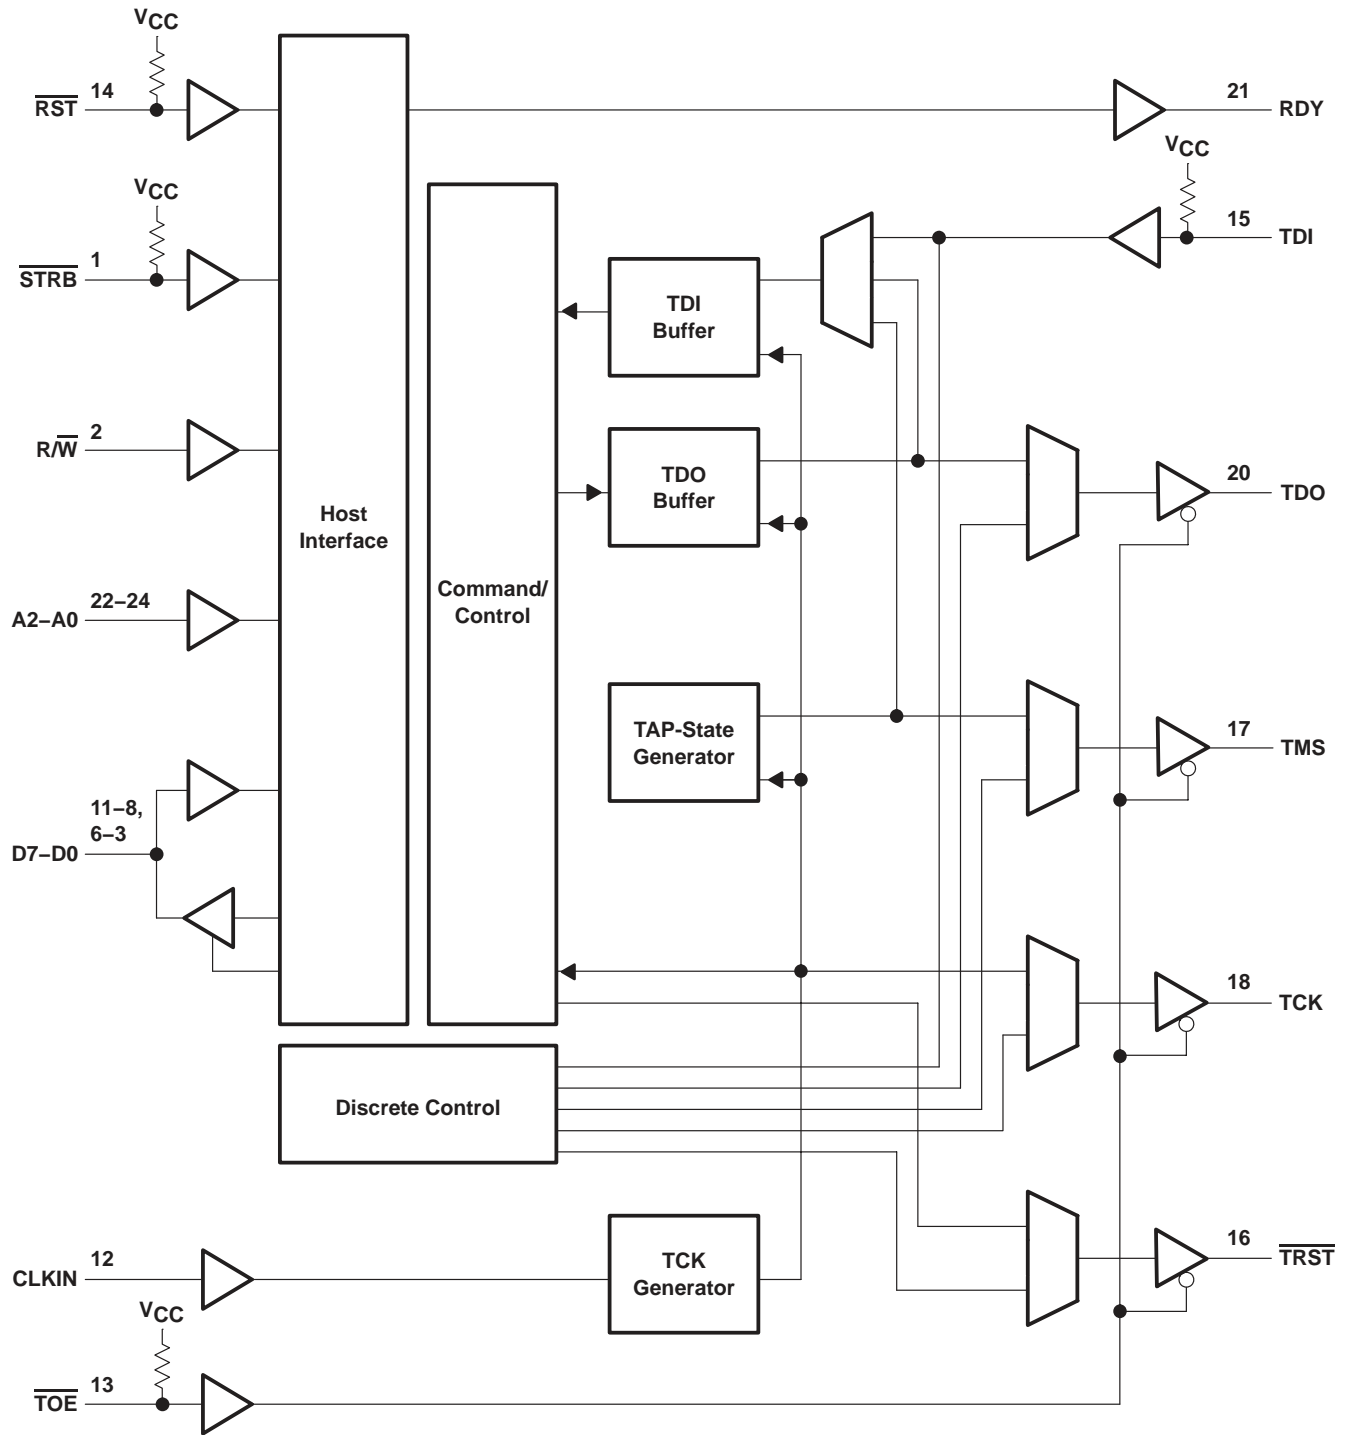 VCC
RST
14
21
RDY
VCC
VCC
15
TDI
STRB
1
TDI
Buffer
R/W
2
TDO
Buffer
20
TDO
Host
Interface
Command/
Control
A2–A0
22–24
TAP-State
Generator
17
TMS
11–8,
6–3
D7–D0
18
TCK
Discrete Control
CLKIN
12
TCK
Generator
16
TRST
VCC
TOE
13